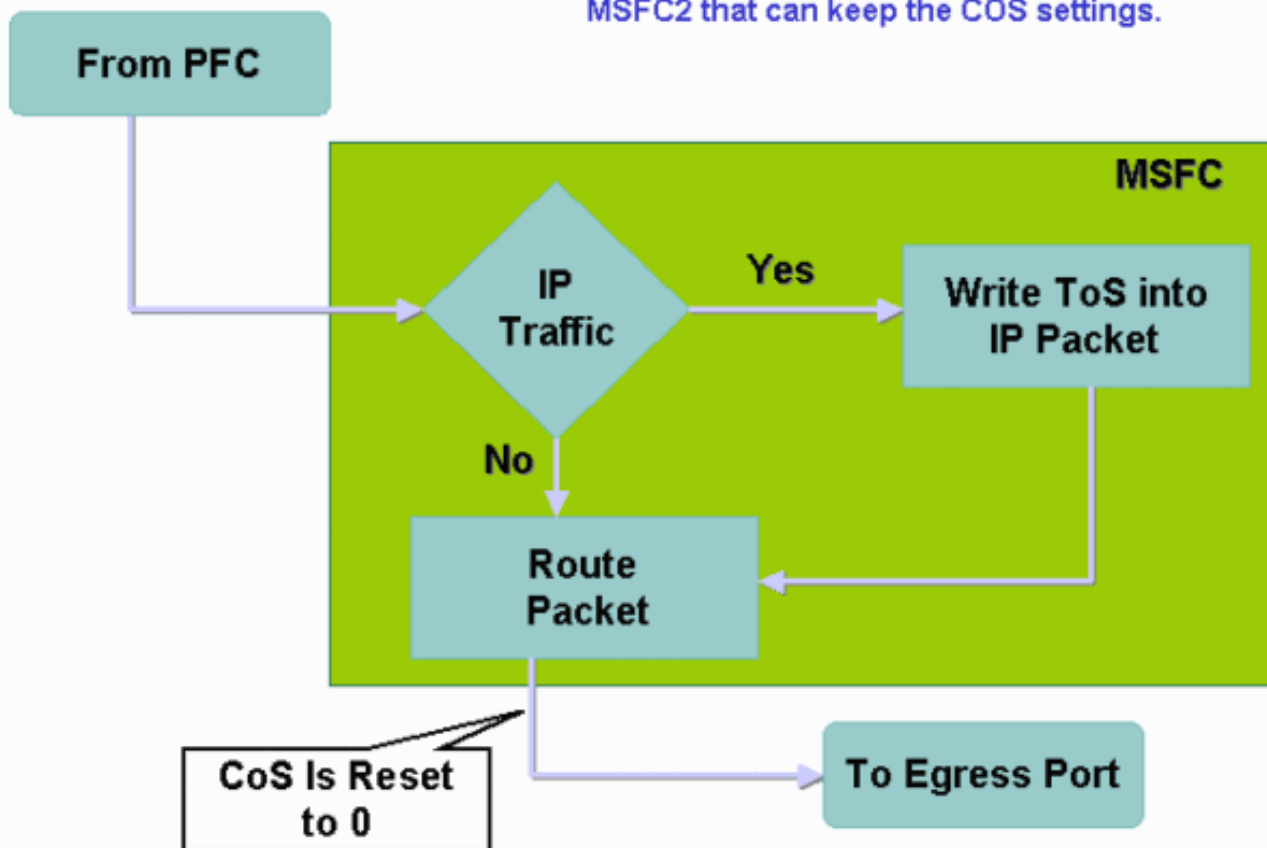 MSFC2 that can keep the COS settings.
From PFC
MSFC
IP
Traffic
Yes
Write ToS into
IP Packet
No
Route
Packet
CoS Is Reset
to 0
To Egress Port